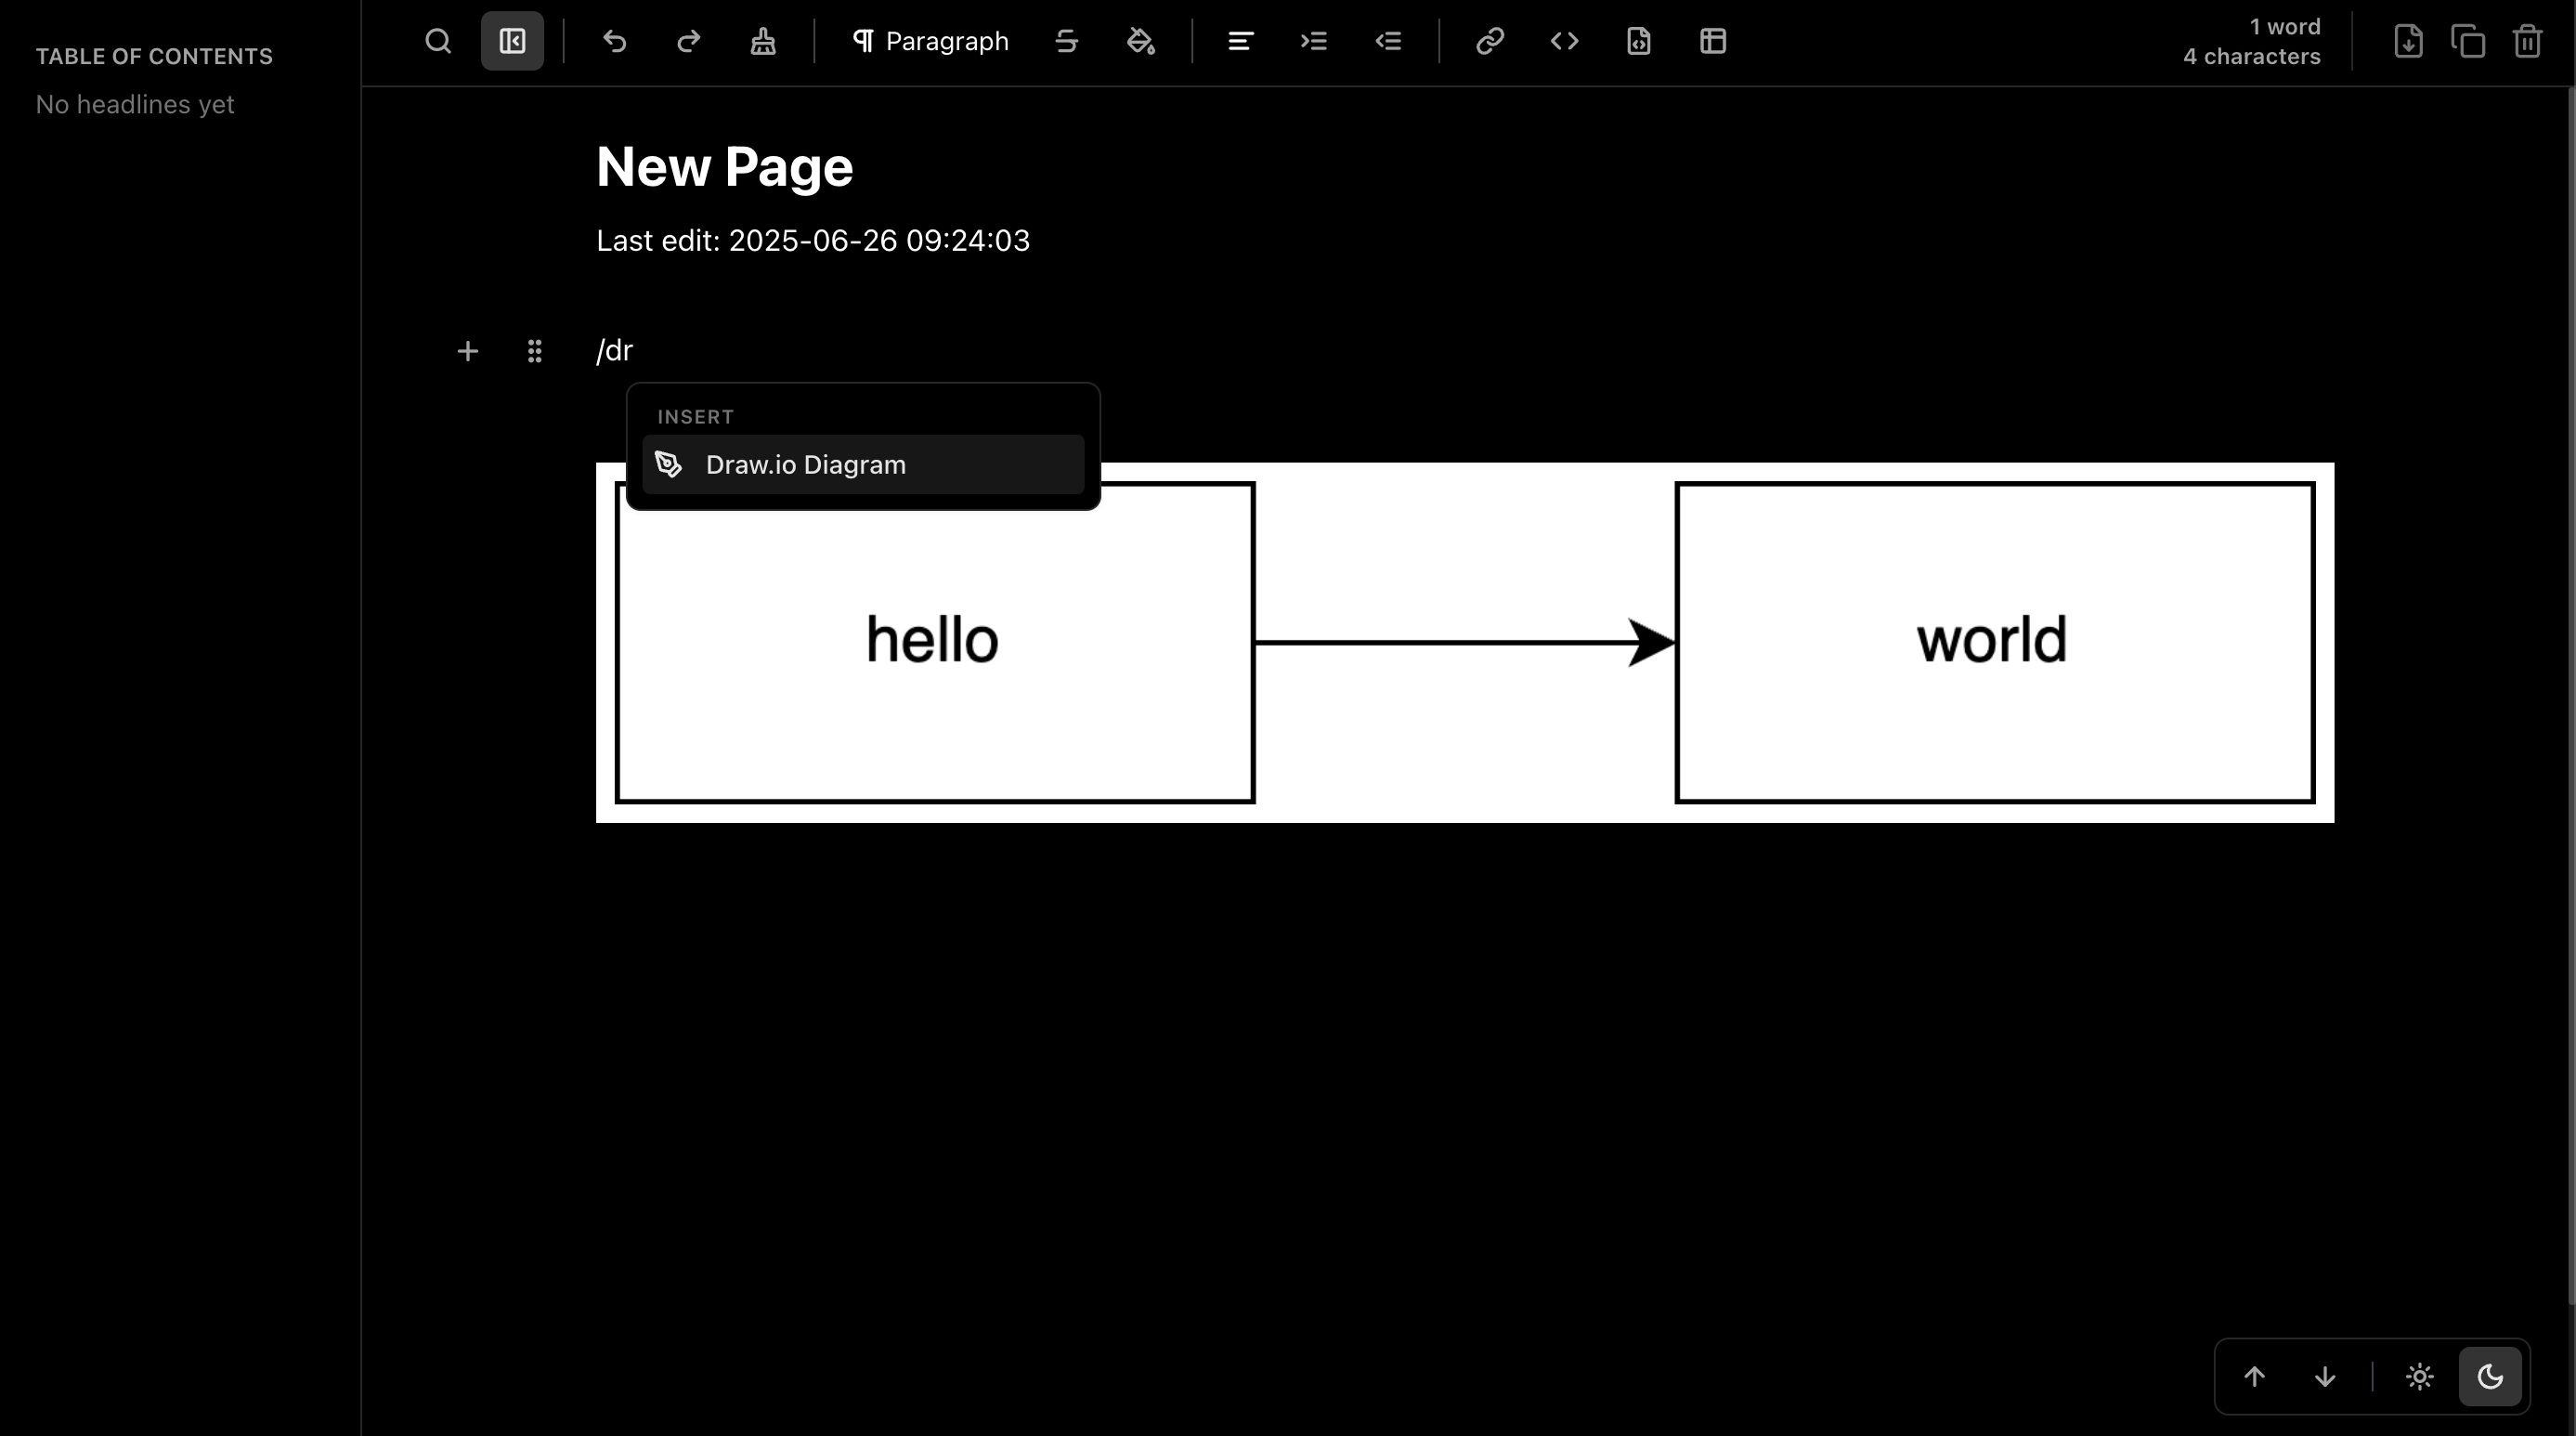 TABLE OF CONTENTS
No headlines yet
Paragraph
1 word
4 characters
New Page
Last edit: 2025-06-26 09:24:03
/dr
INSERT
Draw.io Diagram
hello
world